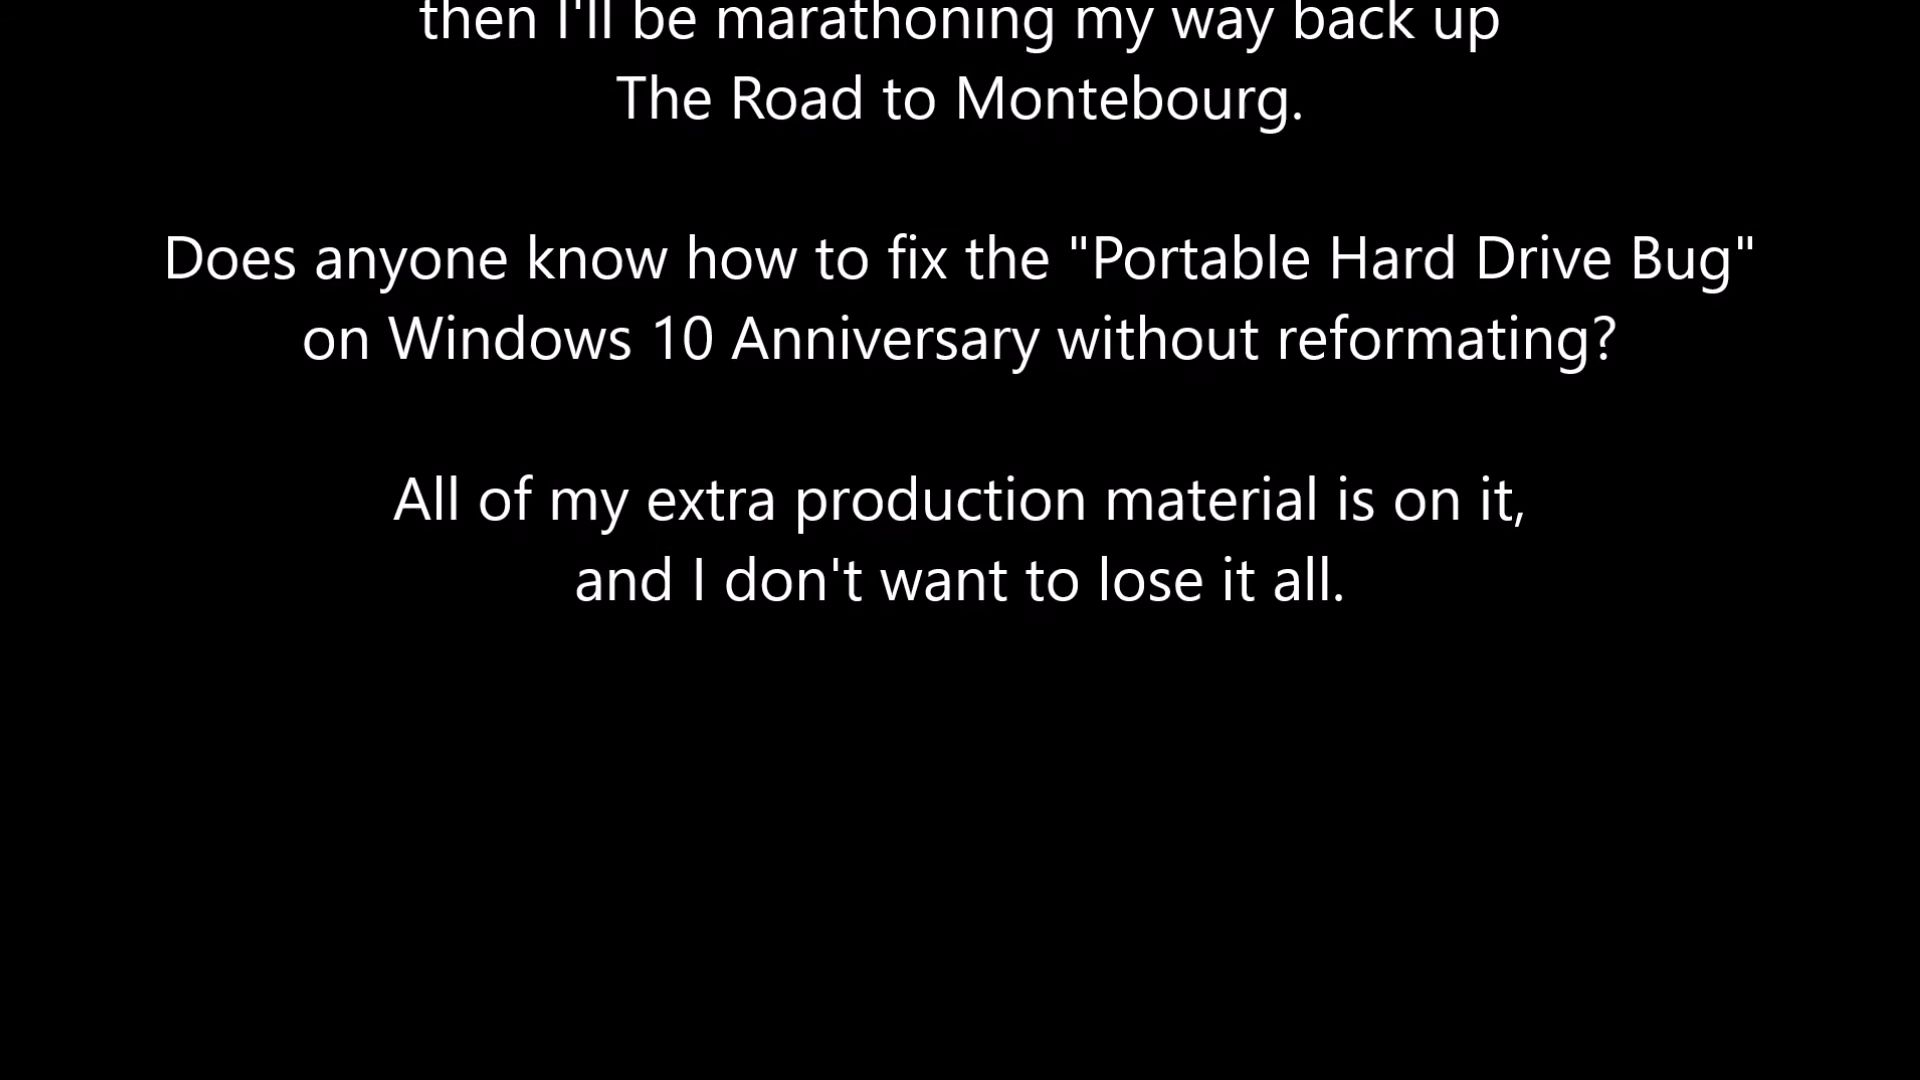 then I'll be marathoning my way back up
The Road to Montebourg.
Does anyone know how to fix the "Portable Hard Drive Bug"
on Windows 10 Anniversary without reformating?
All of my extra production material is on it,
and I don't want to lose it all.